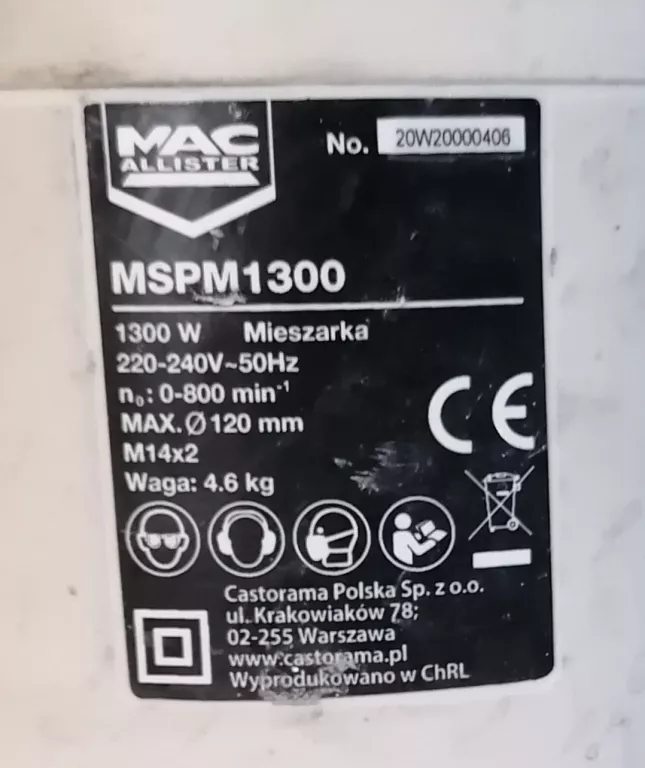 MAC
ALLISTER
No. 20W20000406
MSPM1300
1300 W Mieszarka
220-240V~50Hz
n₀: 0-800 min⁻¹
MAX. Ø 120 mm
M14x2
Waga: 4.6 kg
CE
Castorama Polska Sp. z o.o.
ul. Krakowiaków 78;
02-255 Warszawa
www.castorama.pl
Wyprodukowano w ChRL